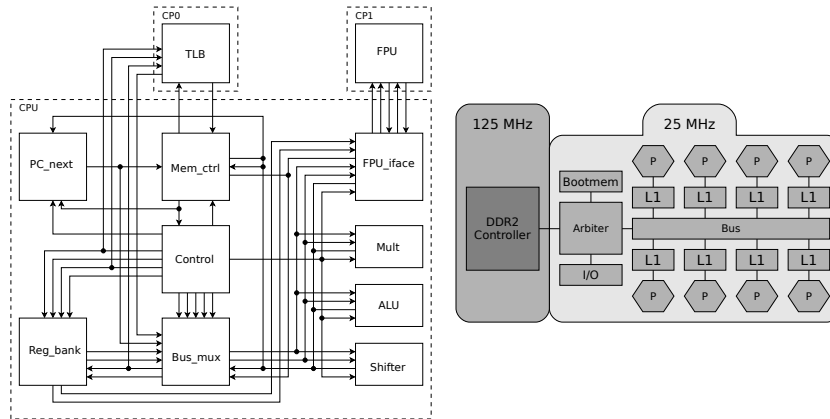 CP0
TLB
CP1
FPU
CPU
PC_next
Mem_ctrl
FPU_iface
Control
Mult
ALU
Reg_bank
Bus_mux
Shifter
125 MHz
25 MHz
P P P P
Bootmem
L1 L1 L1 L1
DDR2
Controller
Arbiter
Bus
I/O
L1 L1 L1 L1
P P P P